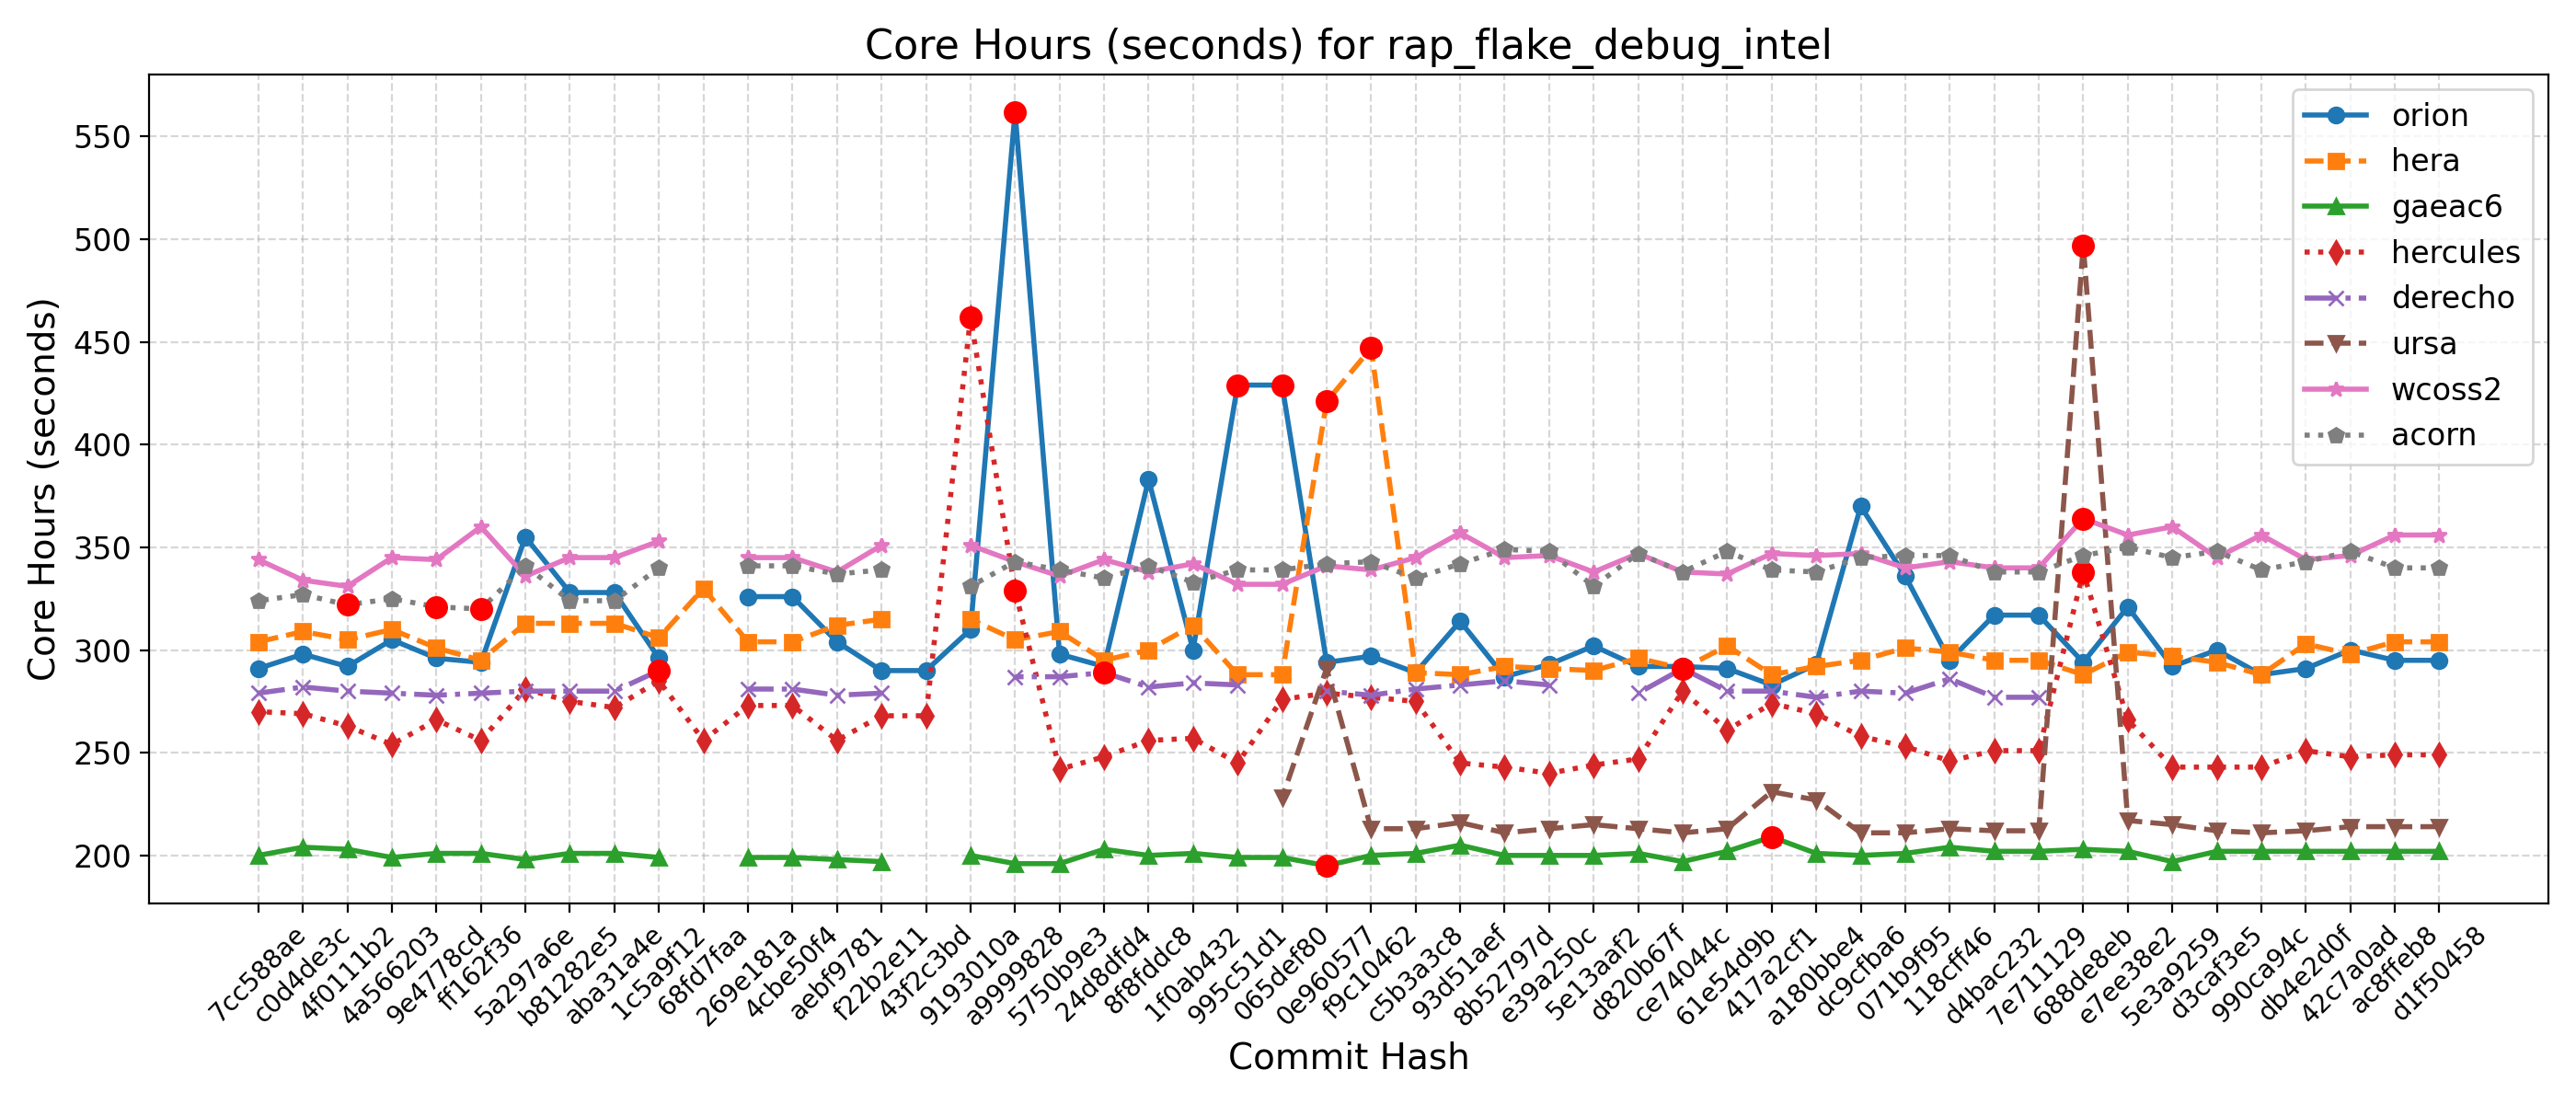 Core Hours (seconds) for rap_flake_debug_intel
Core Hours (seconds)
550
500
450
400
350
300
250
200
orion
hera
gaeac6
hercules
derecho
ursa
wcoss2
acorn
7cc588ae
c0d4de3c
4f0111b2
4a566203
9e4778cd
ff162f36
5a297a6e
b81282e5
aba31a4e
1c5a9f12
68fd7faa
269e181a
4cbe50f4
aebf9781
f22b2e11
43f2c3bd
9193010a
a9999828
5750b9e3
24d8dfd4
8f8fddc8
1f0ab432
995c51d1
065def80
0e960577
f9c10462
c5b3a3c8
93d51aef
8b52797d
e39a250c
5e13aaf2
d820b67f
ce74044c
61e54d9b
417a2cf1
a180bbe4
dc9cfba6
071b9f95
118cff46
d4bac232
7e711129
688de8eb
e7ee38e2
5e3a9259
d3caf3e5
990ca94c
db4e2d0f
42c7a0ad
ac8ffeb8
d1f50458
Commit Hash